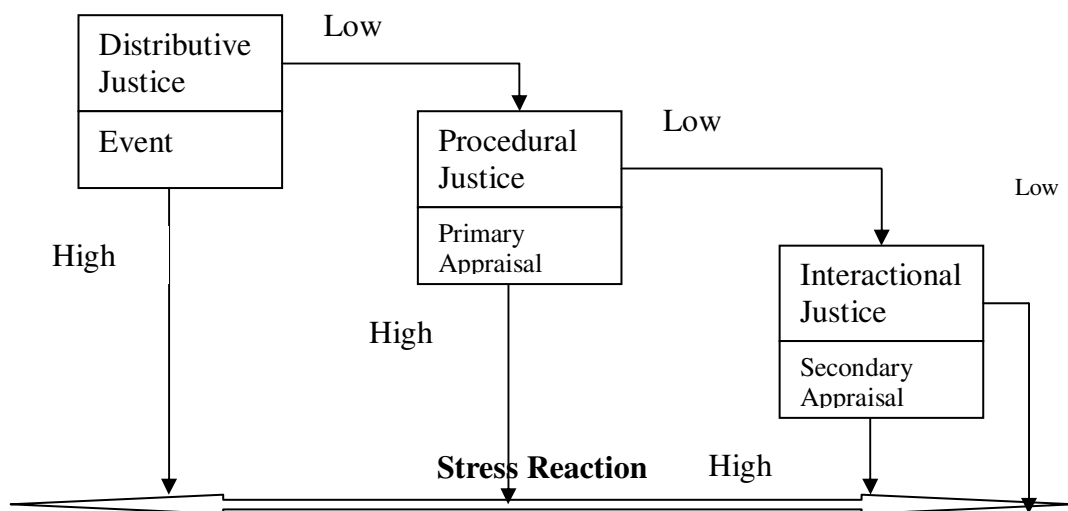 Low
Distributive
Justice
Event
Low
Procedural
Justice
Low
High
Primary
Appraisal
Interactional
Justice
High
Secondary
Appraisal
Stress Reaction
High